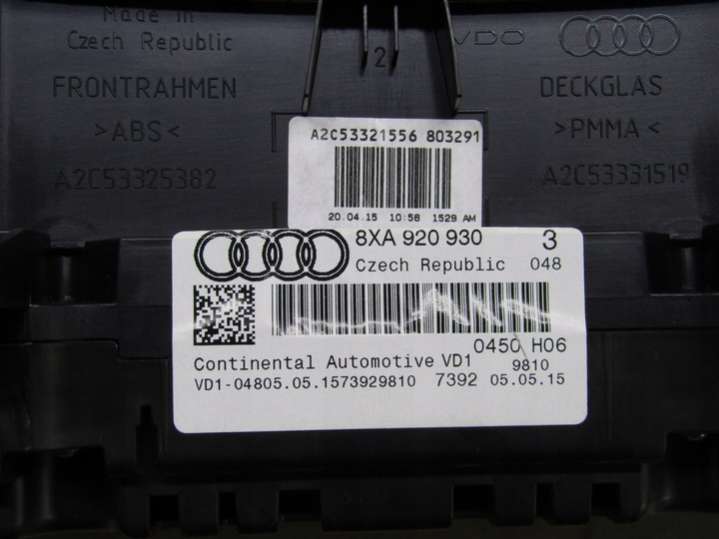 Made in
Czech Republic
VDO
2
FRONTRAHMEN
DECKGLAS
>ABS<
>PMMA<
A2C53325382
A2C53331519
A2C53321556 803291
20.04.15 10:58 1529 AM
8XA 920 930 3
Czech Republic 048
0450 H06
Continental Automotive VD1 9810
VD1-04805.05.1573929810 7392 05.05.15